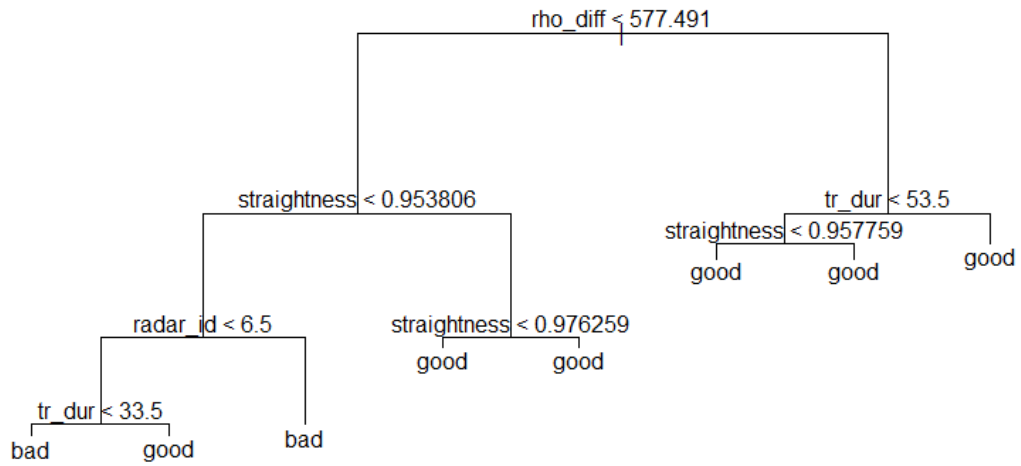 rho_diff < 577.491
straightness < 0.953806
tr_dur < 53.5
straightness < 0.957759
good
good
good
radar_id < 6.5
straightness < 0.976259
good
good
tr_dur < 33.5
bad
good
bad